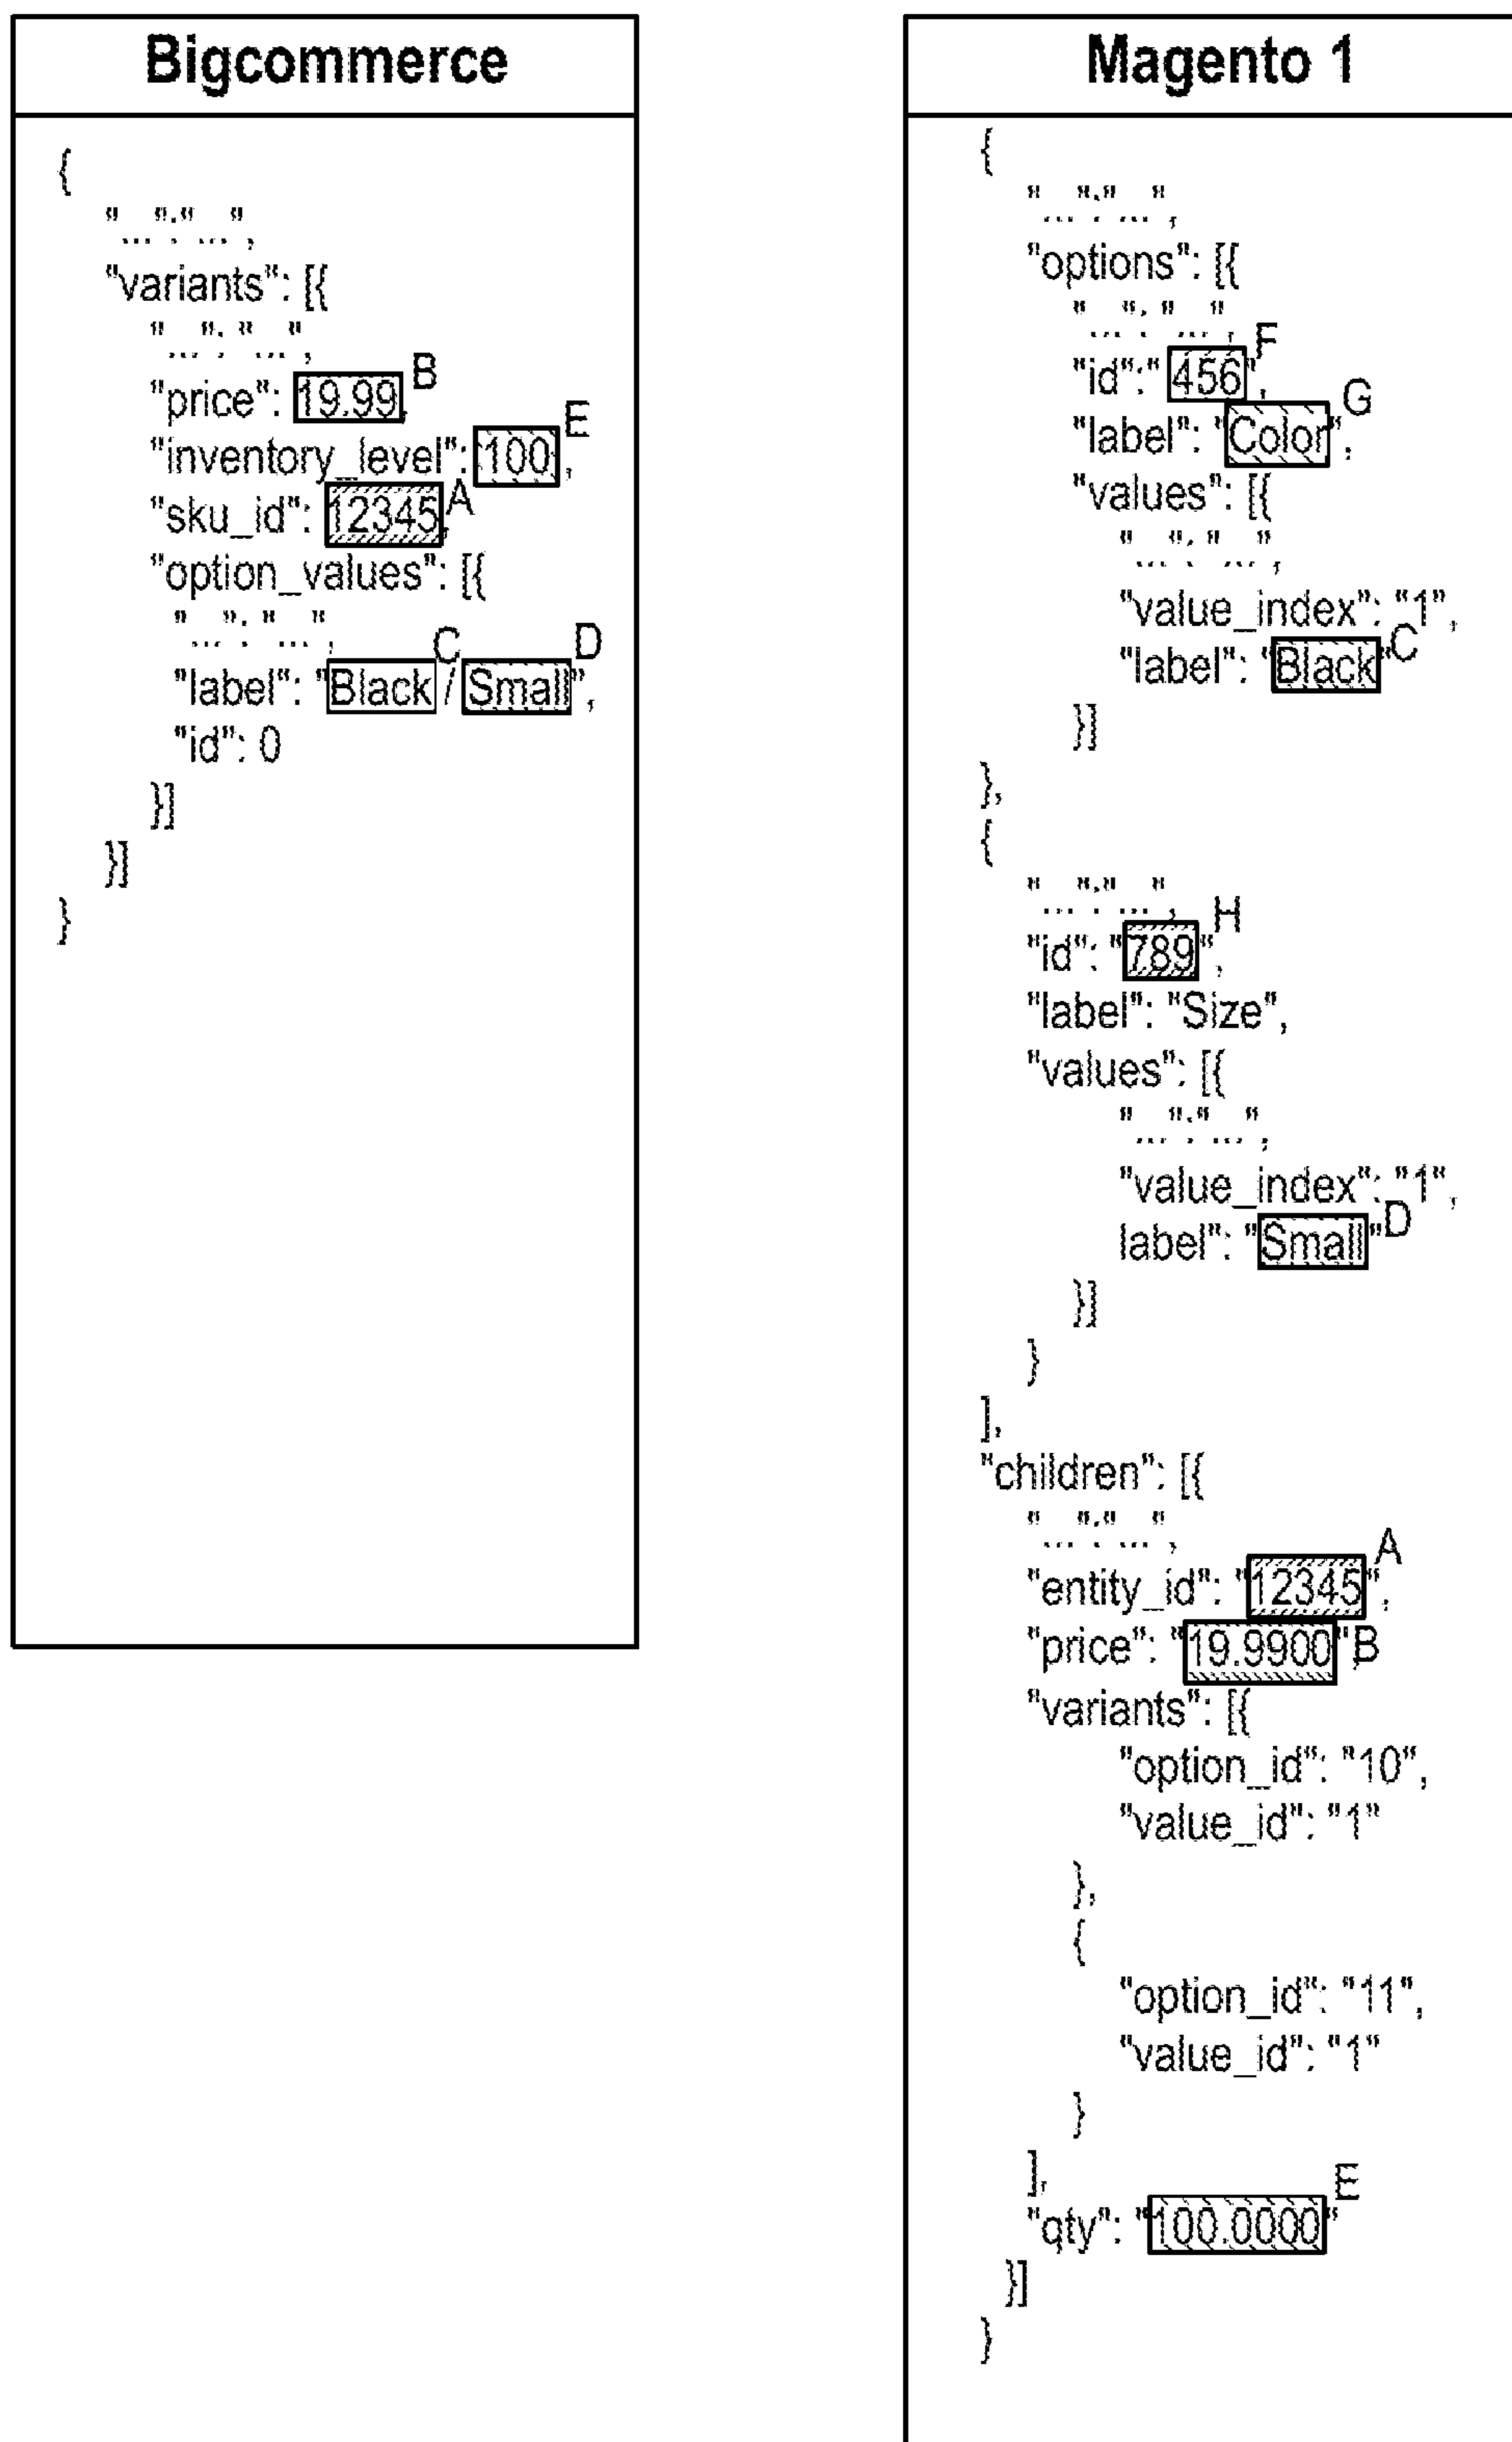 Bigcommerce
{
"...":"...",
"variants": [{
"...": "...",
"price": 19.99, B
"inventory_level": 100, E
"sku_id": 12345, A
"option_values": [{
"...": "...",
C D
"label": "Black / Small",
"id": 0
}]
}]
}
Magento 1
{
"...":"...",
"options": [{
"...": "...",
"id":" 456", F
"label": "Color", G
"values": [{
"...": "...",
"value_index": "1",
"label": "Black" C
}]
},
{
"...":"...",
"id": "789", H
"label": "Size",
"values": [{
"...":"...",
"value_index": "1",
label": "Small" D
}]
}
],
"children": [{
"...":"...",
"entity_id": "12345", A
"price": "19.9900", B
"variants": [{
"option_id": "10",
"value_id": "1"
},
{
"option_id": "11",
"value_id": "1"
}
],
"qty": "100.0000" E
}]
}